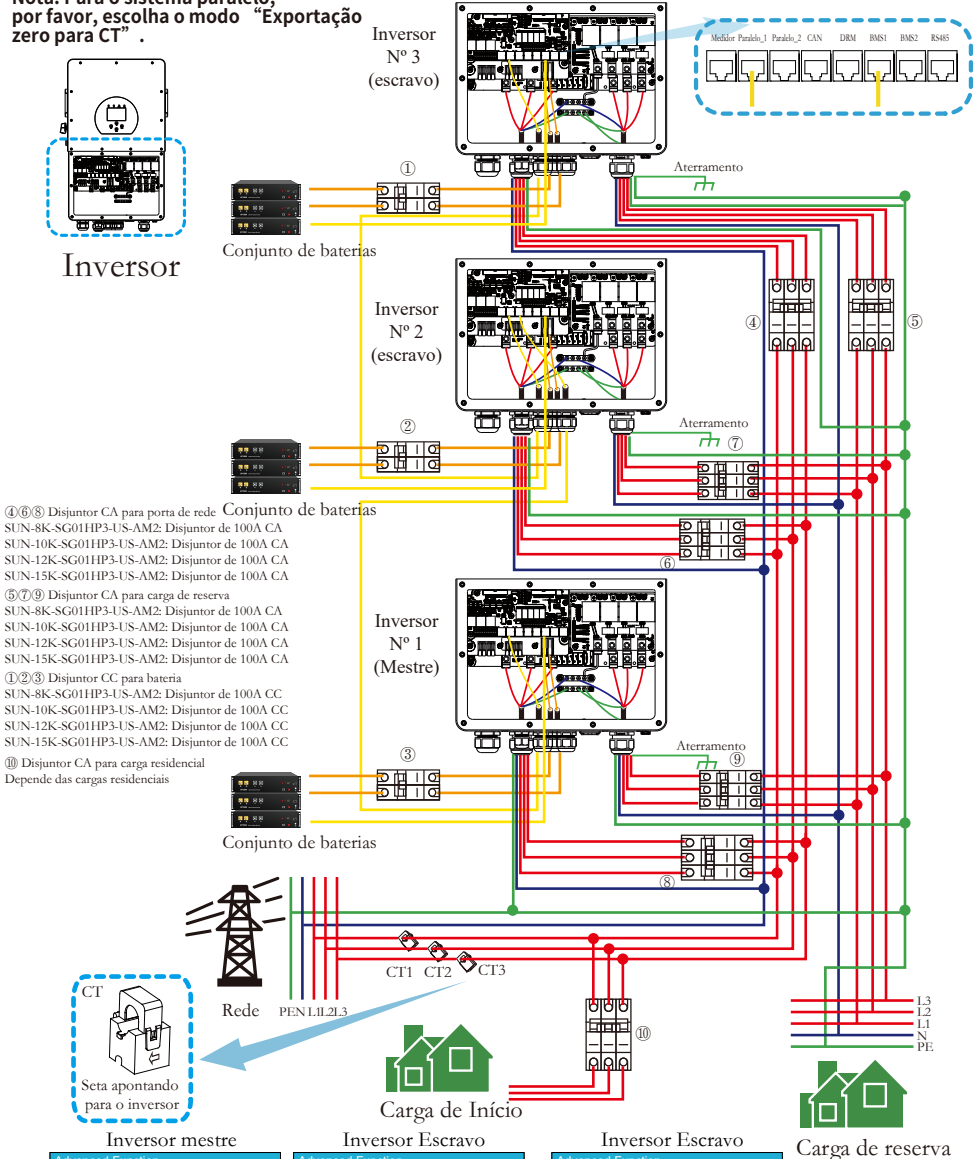 Nota: Para o sistema paralelo,
por favor, escolha o modo “Exportação
zero para CT”.
Inversor
Inversor
Nº 3
(escravo)
Medidor Paralelo_1 Paralelo_2 CAN DRM BMS1 BMS2 RS485
Aterramento
①
Conjunto de baterias
④
⑤
Inversor
Nº 2
(escravo)
Aterramento
②
⑦
Conjunto de baterias
⑥
④⑥⑧ Disjuntor CA para porta de rede
SUN-8K-SG01HP3-US-AM2: Disjuntor de 100A CA
SUN-10K-SG01HP3-US-AM2: Disjuntor de 100A CA
SUN-12K-SG01HP3-US-AM2: Disjuntor de 100A CA
SUN-15K-SG01HP3-US-AM2: Disjuntor de 100A CA
⑤⑦⑨ Disjuntor CA para carga de reserva
SUN-8K-SG01HP3-US-AM2: Disjuntor de 100A CA
SUN-10K-SG01HP3-US-AM2: Disjuntor de 100A CA
SUN-12K-SG01HP3-US-AM2: Disjuntor de 100A CA
SUN-15K-SG01HP3-US-AM2: Disjuntor de 100A CA
①②③ Disjuntor CC para bateria
SUN-8K-SG01HP3-US-AM2: Disjuntor de 100A CC
SUN-10K-SG01HP3-US-AM2: Disjuntor de 100A CC
SUN-12K-SG01HP3-US-AM2: Disjuntor de 100A CC
SUN-15K-SG01HP3-US-AM2: Disjuntor de 100A CC
⑩ Disjuntor CA para carga residencial
Depende das cargas residenciais
Inversor
Nº 1
(Mestre)
Aterramento
③
⑨
Conjunto de baterias
⑧
CT1 CT2 CT3
Rede
PE N L1 L2 L3
CT
Seta apontando
para o inversor
⑩
Carga de Início
L3
L2
L1
N
PE
Carga de reserva
Inversor mestre
Inversor Escravo
Inversor Escravo
Advanced Function
Advanced Function
Advanced Function